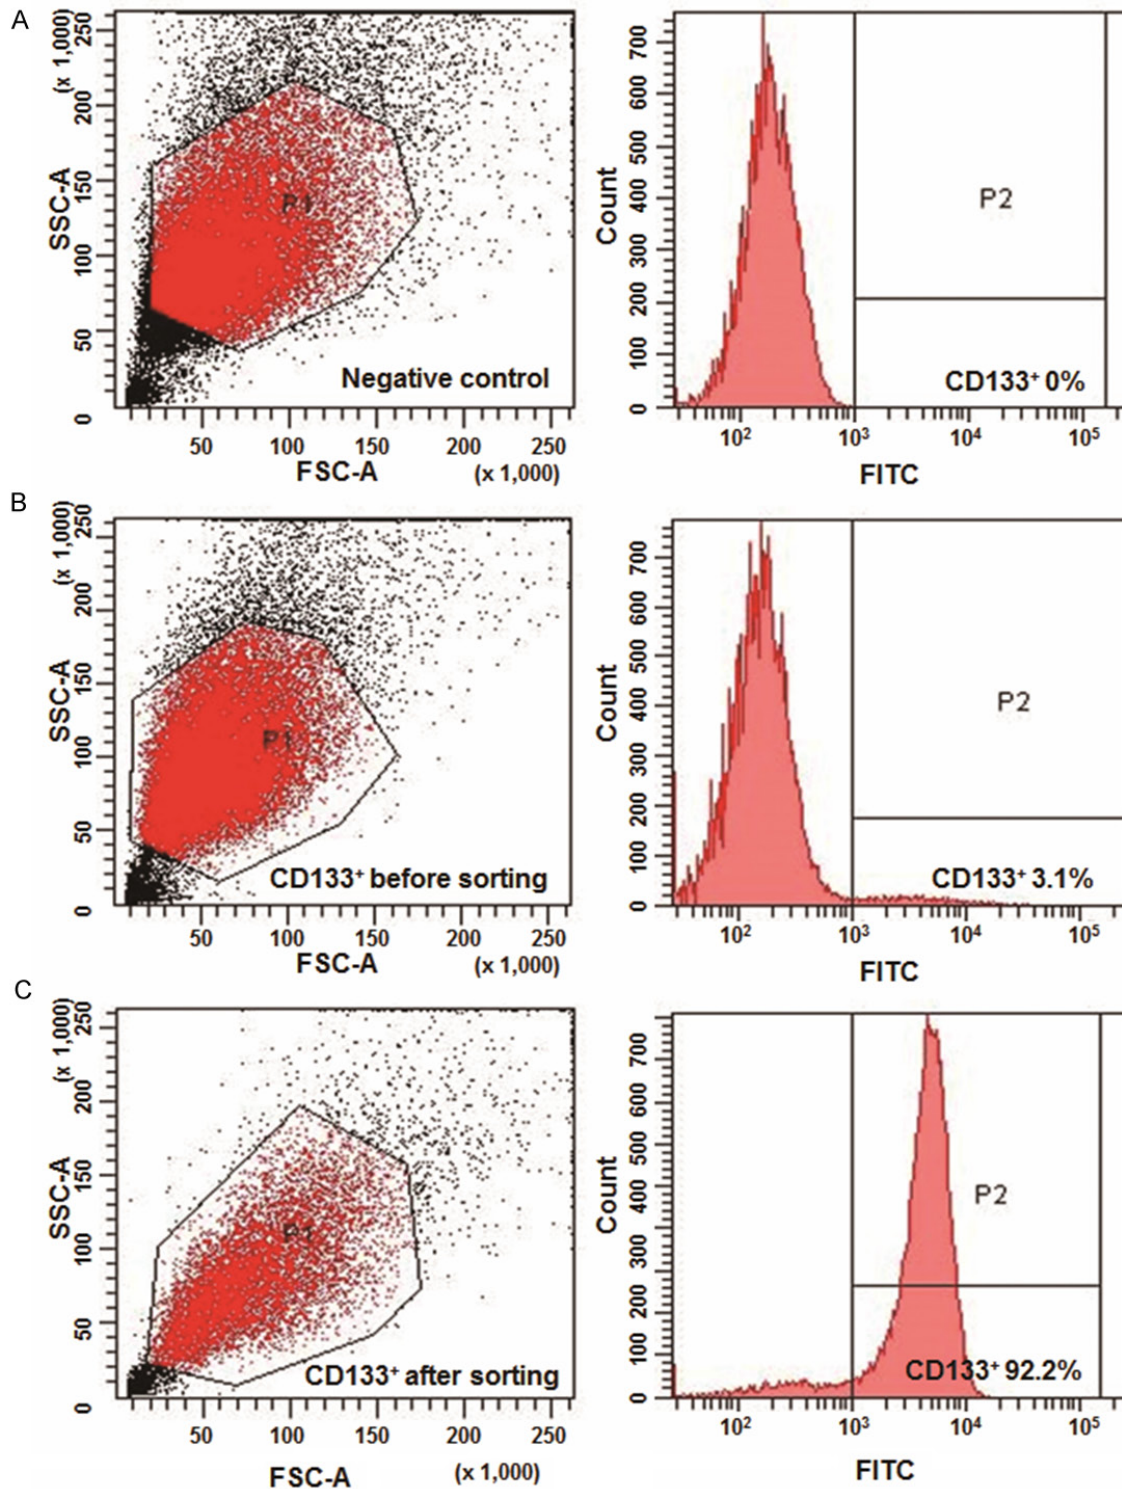 A
(x 1,000)
250
200
150
100
50
0
SSC-A
P1
Negative control
50 100 150 200 250
FSC-A (x 1,000)
700
600
500
400
300
200
100
0
Count
P2
CD133+ 0%
10² 10³ 10⁴ 10⁵
FITC
B
(x 1,000)
250
200
150
100
50
0
SSC-A
P1
CD133+ before sorting
50 100 150 200 250
FSC-A (x 1,000)
700
600
500
400
300
200
100
0
Count
P2
CD133+ 3.1%
10² 10³ 10⁴ 10⁵
FITC
C
(x 1,000)
250
200
150
100
50
0
SSC-A
P1
CD133+ after sorting
50 100 150 200 250
FSC-A (x 1,000)
700
600
500
400
300
200
100
0
Count
P2
CD133+ 92.2%
10² 10³ 10⁴ 10⁵
FITC